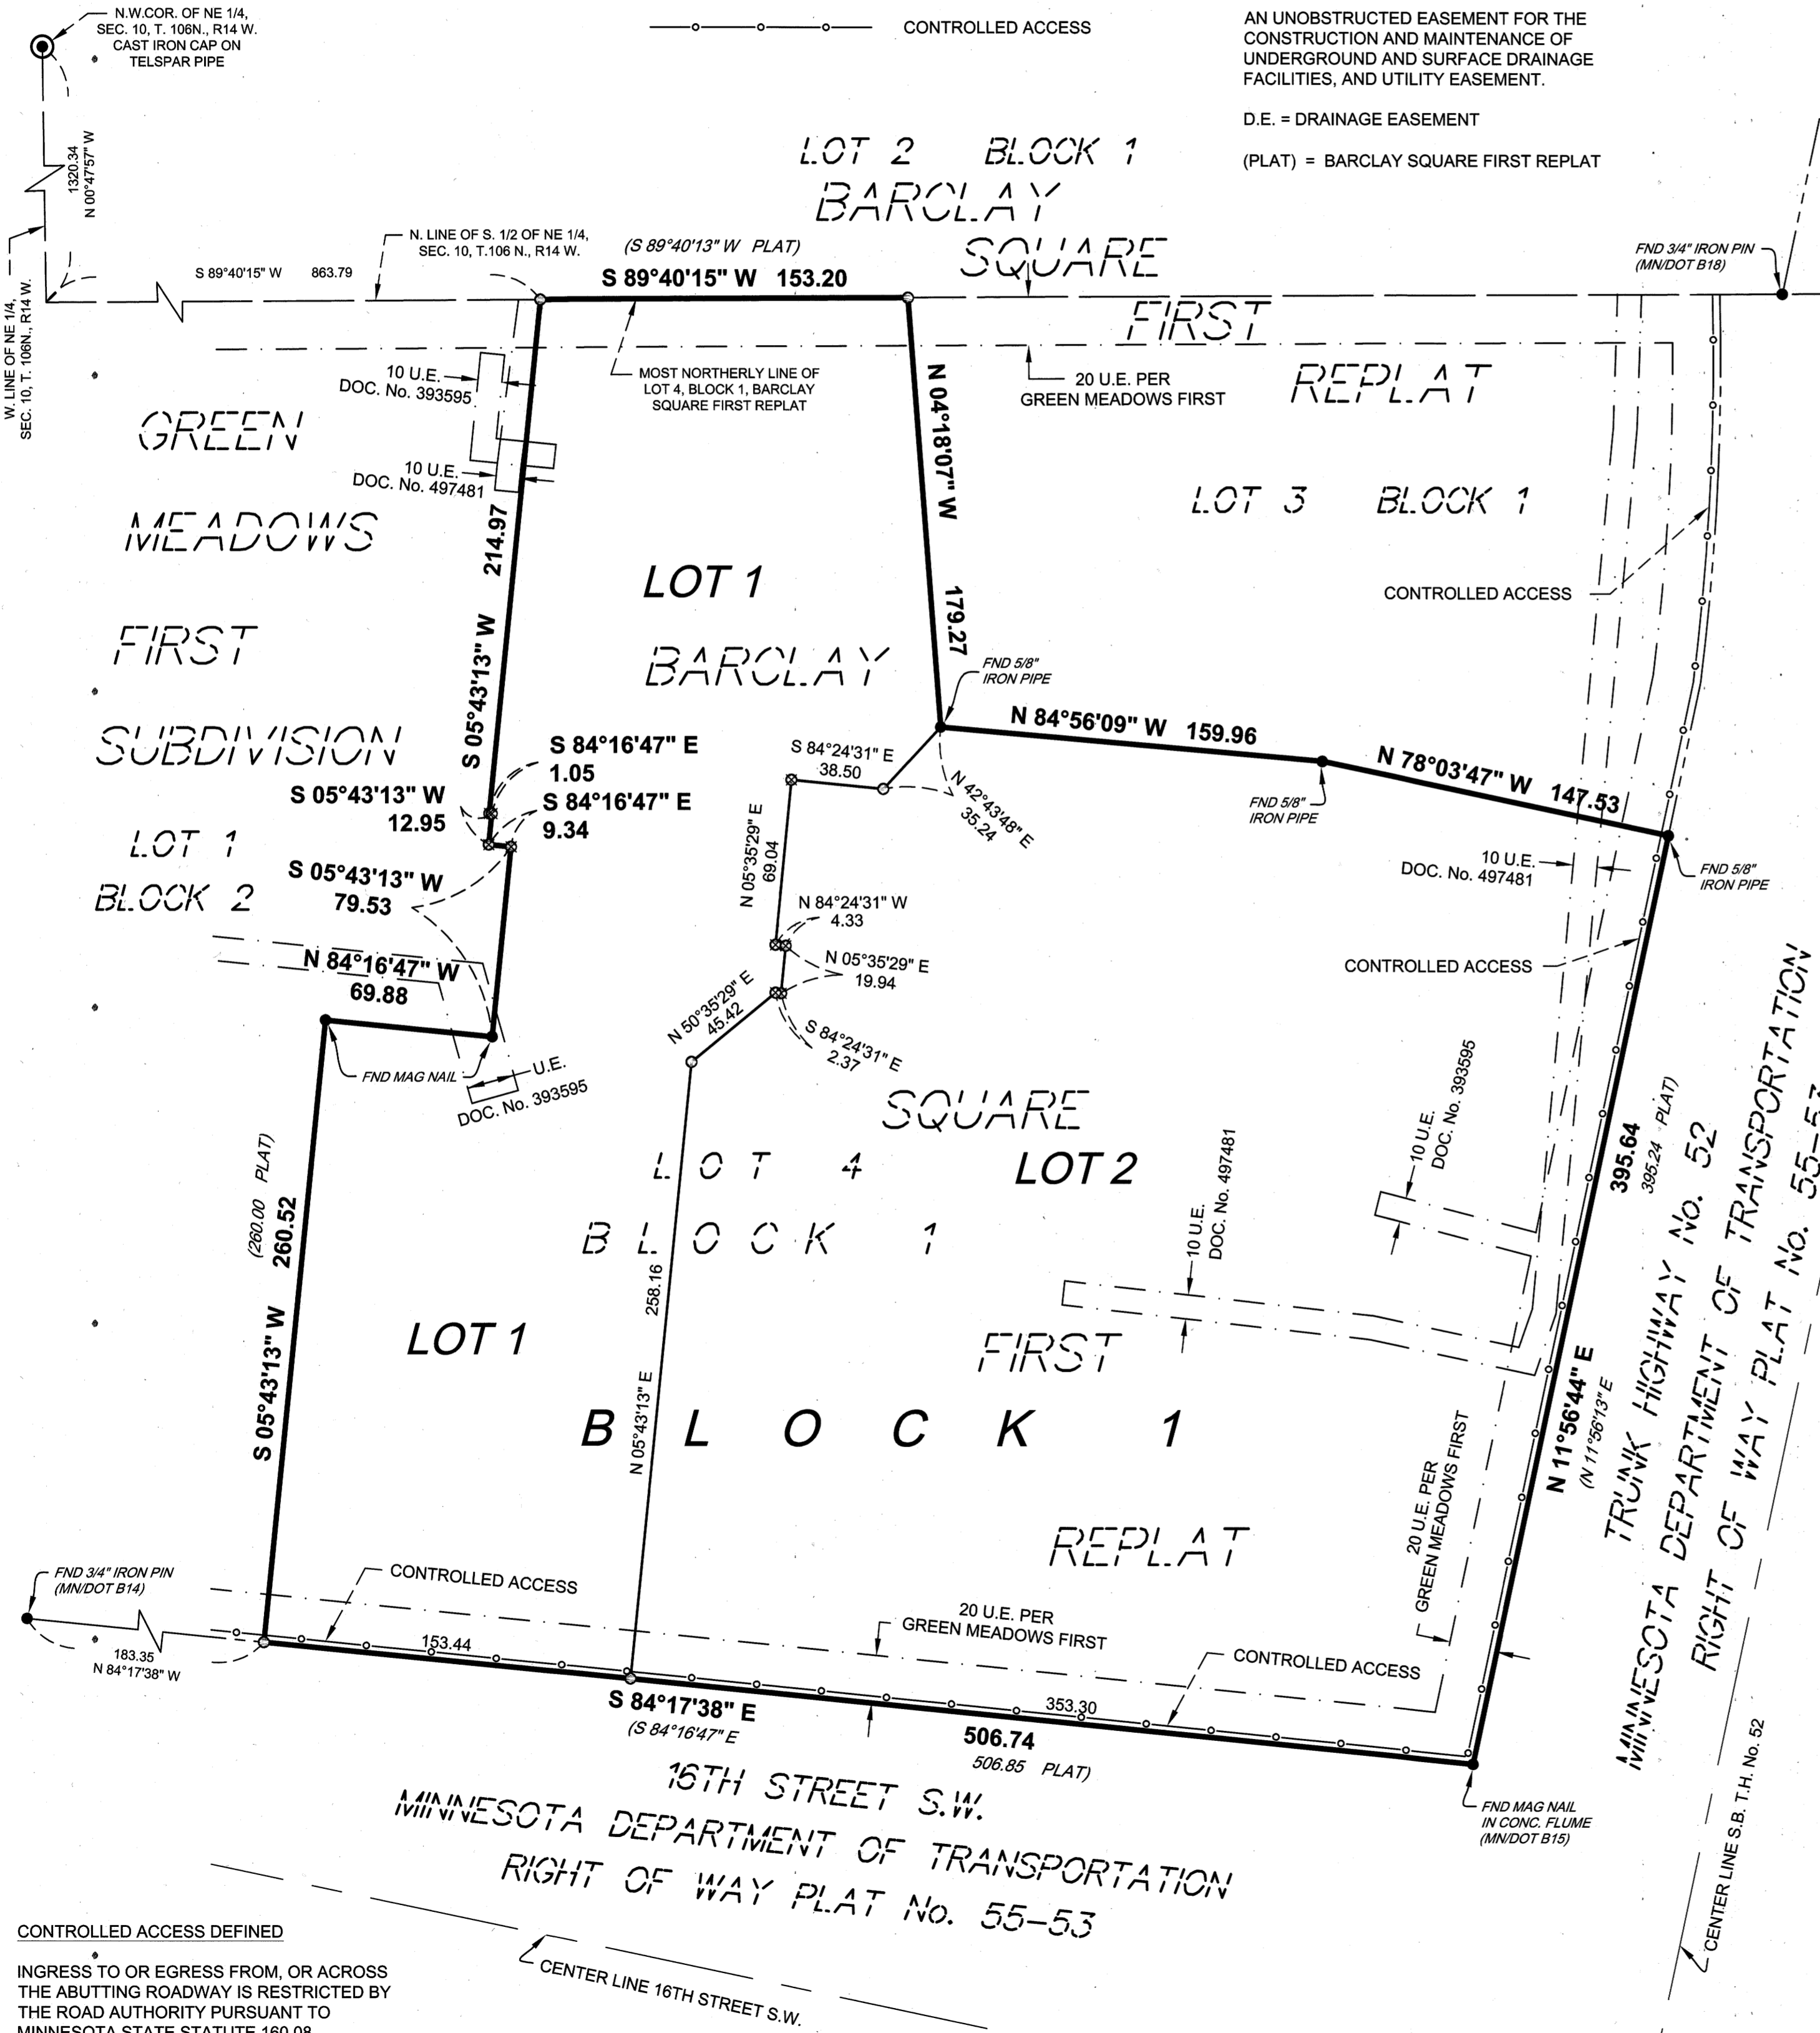 N.W.COR. OF NE 1/4,
SEC. 10, T. 106N., R14 W.
CAST IRON CAP ON
TELSPAR PIPE
CONTROLLED ACCESS
AN UNOBSTRUCTED EASEMENT FOR THE
CONSTRUCTION AND MAINTENANCE OF
UNDERGROUND AND SURFACE DRAINAGE
FACILITIES, AND UTILITY EASEMENT.
D.E. = DRAINAGE EASEMENT
(PLAT) = BARCLAY SQUARE FIRST REPLAT
1320.34
N 00°47'57" W
W. LINE OF NE 1/4,
SEC. 10, T. 106N., R14 W.
LOT 2 BLOCK 1
BARCLAY
SQUARE
FIRST
REPLAT
N. LINE OF S. 1/2 OF NE 1/4,
SEC. 10, T.106 N., R14 W.
S 89°40'15" W 863.79
(S 89°40'13" W PLAT)
S 89°40'15" W 153.20
FND 3/4" IRON PIN
(MN/DOT B18)
10 U.E.
DOC. No. 393595
MOST NORTHERLY LINE OF
LOT 4, BLOCK 1, BARCLAY
SQUARE FIRST REPLAT
20 U.E. PER
GREEN MEADOWS FIRST
10 U.E.
DOC. No. 497481
GREEN
MEADOWS
FIRST
SUBDIVISION
LOT 1
BLOCK 2
S 05°43'13" W 214.97
N 04°18'07" W 179.27
LOT 3 BLOCK 1
CONTROLLED ACCESS
LOT 1
BARCLAY
FND 5/8"
IRON PIPE
N 84°56'09" W 159.96
N 78°03'47" W 147.53
FND 5/8"
IRON PIPE
FND 5/8"
IRON PIPE
S 84°16'47" E
1.05
S 05°43'13" W
12.95
S 84°16'47" E
9.34
S 05°43'13" W
79.53
N 84°16'47" W
69.88
S 84°24'31" E
38.50
N 42°43'48" E
35.24
N 05°35'29" E
69.04
N 84°24'31" W
4.33
N 05°35'29" E
19.94
S 84°24'31" E
2.37
N 50°35'29" E
45.42
10 U.E.
DOC. No. 497481
CONTROLLED ACCESS
FND MAG NAIL
U.E.
DOC. No. 393595
SQUARE
LOT 4
LOT 2
BLOCK 1
10 U.E.
DOC. No. 497481
10 U.E.
DOC. No. 393595
395.64
395.24 PLAT)
N 11°56'44" E
(N 11°56'13" E
(260.00 PLAT)
260.52
S 05°43'13" W
258.16
N 05°43'13" E
LOT 1
FIRST
BLOCK 1
REPLAT
20 U.E. PER
GREEN MEADOWS FIRST
TRUNK HIGHWAY No. 52
MINNESOTA DEPARTMENT OF TRANSPORTATION
RIGHT OF WAY PLAT No. 55-53
FND 3/4" IRON PIN
(MN/DOT B14)
CONTROLLED ACCESS
183.35
N 84°17'38" W
153.44
20 U.E. PER
GREEN MEADOWS FIRST
CONTROLLED ACCESS
353.30
S 84°17'38" E
(S 84°16'47" E
506.74
506.85 PLAT)
FND MAG NAIL
IN CONC. FLUME
(MN/DOT B15)
16TH STREET S.W.
MINNESOTA DEPARTMENT OF TRANSPORTATION
RIGHT OF WAY PLAT No. 55-53
CENTER LINE 16TH STREET S.W.
CENTER LINE S.B. T.H. No. 52
CONTROLLED ACCESS DEFINED
INGRESS TO OR EGRESS FROM, OR ACROSS
THE ABUTTING ROADWAY IS RESTRICTED BY
THE ROAD AUTHORITY PURSUANT TO
MINNESOTA STATE STATUTE 160.08